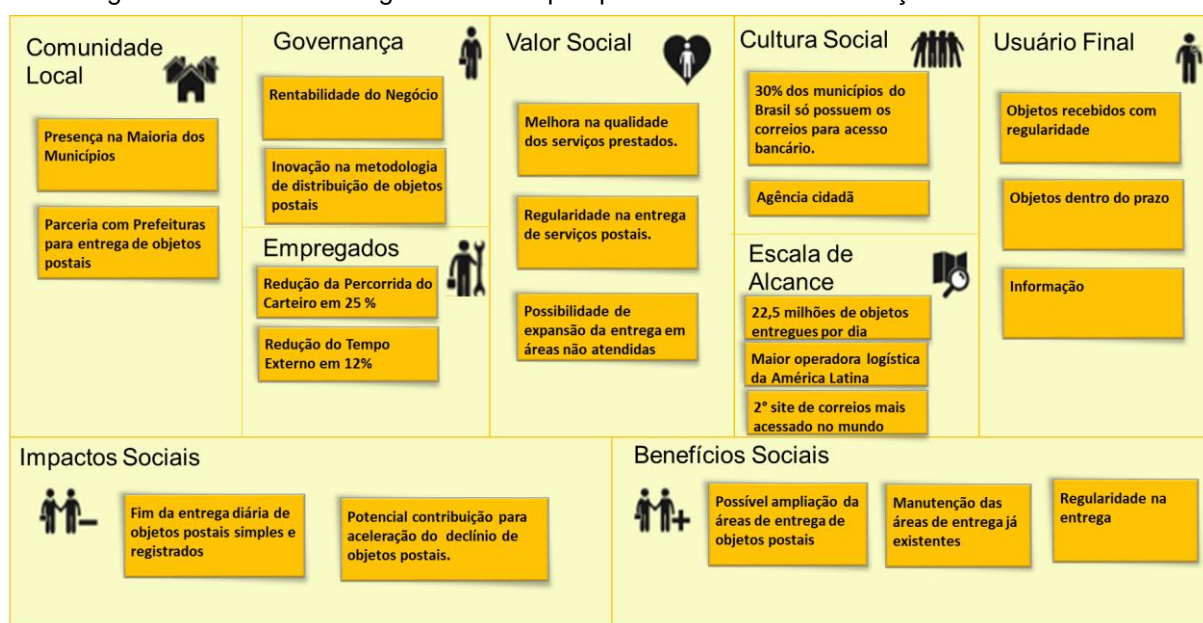 Comunidade
Local
Presença na Maioria dos
Municípios
Parceria com Prefeituras
para entrega de objetos
postais
Governança
Rentabilidade do Negócio
Inovação na metodologia
de distribuição de objetos
postais
Empregados
Redução da Percorrida do
Carteiro em 25 %
Redução do Tempo
Externo em 12%
Valor Social
Melhora na qualidade
dos serviços prestados.
Regularidade na entrega
de serviços postais.
Possibilidade de
expansão da entrega em
áreas não atendidas
Cultura Social
30% dos municípios do
Brasil só possuem os
correios para acesso
bancário.
Agência cidadã
Escala de
Alcance
22,5 milhões de objetos
entregues por dia
Maior operadora logística
da América Latina
2° site de correios mais
acessado no mundo
Usuário Final
Objetos recebidos com
regularidade
Objetos dentro do prazo
Informação
Impactos Sociais
Fim da entrega diária de
objetos postais simples e
registrados
Potencial contribuição para
aceleração do declínio de
objetos postais.
Benefícios Sociais
Possível ampliação da
áreas de entrega de
objetos postais
Manutenção das
áreas de entrega já
existentes
Regularidade na
entrega